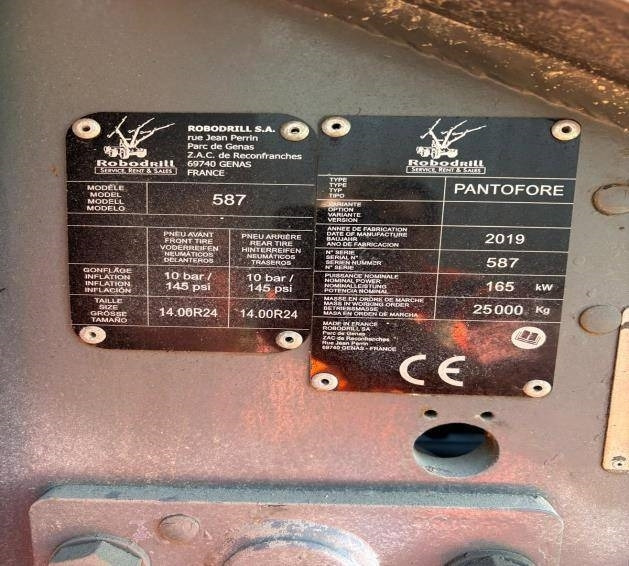 Robodrill
SERVICE, RENT & SALES
ROBODRILL S.A.
rue Jean Perrin
Parc de Genas
Z.A.C. de Reconfranches
69740 GENAS
FRANCE
MODÈLE
MODEL
MODELL
MODELO
587
PNEU AVANT
FRONT TIRE
VODERREIFEN
NEUMÁTICOS
DELANTEROS
PNEU ARRIÈRE
REAR TIRE
HINTERREIFEN
NEUMÁTICOS
TRASEROS
GONFLAGE
INFLATION
INFLATION
INFLACIÓN
10 bar /
145 psi
10 bar /
145 psi
TAILLE
SIZE
GRÖSSE
TAMAÑO
14.00R24
14.00R24
Robodrill
SERVICE, RENT & SALES
TYPE
TYPE
TYP
TIPO
PANTOFORE
VARIANTE
OPTION
VARIANTE
VERSION
ANNEE DE FABRICATION
DATE OF MANUFACTURE
BAUJAHR
ANO DE FABRICACION
2019
N° SERIE
SERIAL N°
SERIEN NUMMER
N° SERIE
587
PUISSANCE NOMINALE
NOMINAL POWER
NOMINALLEISTUNG
POTENCIA NOMINAL
165 kW
MASSE EN ORDRE DE MARCHE
MASS IN WORKING ORDER
BETRIEBSMASSE
MASA EN ORDEN DE MARCHA
25000 Kg
MADE IN FRANCE
ROBODRILL SA
Parc de Genas
ZAC de Reconfranches
Rue Jean Perrin
69740 GENAS - FRANCE
CE